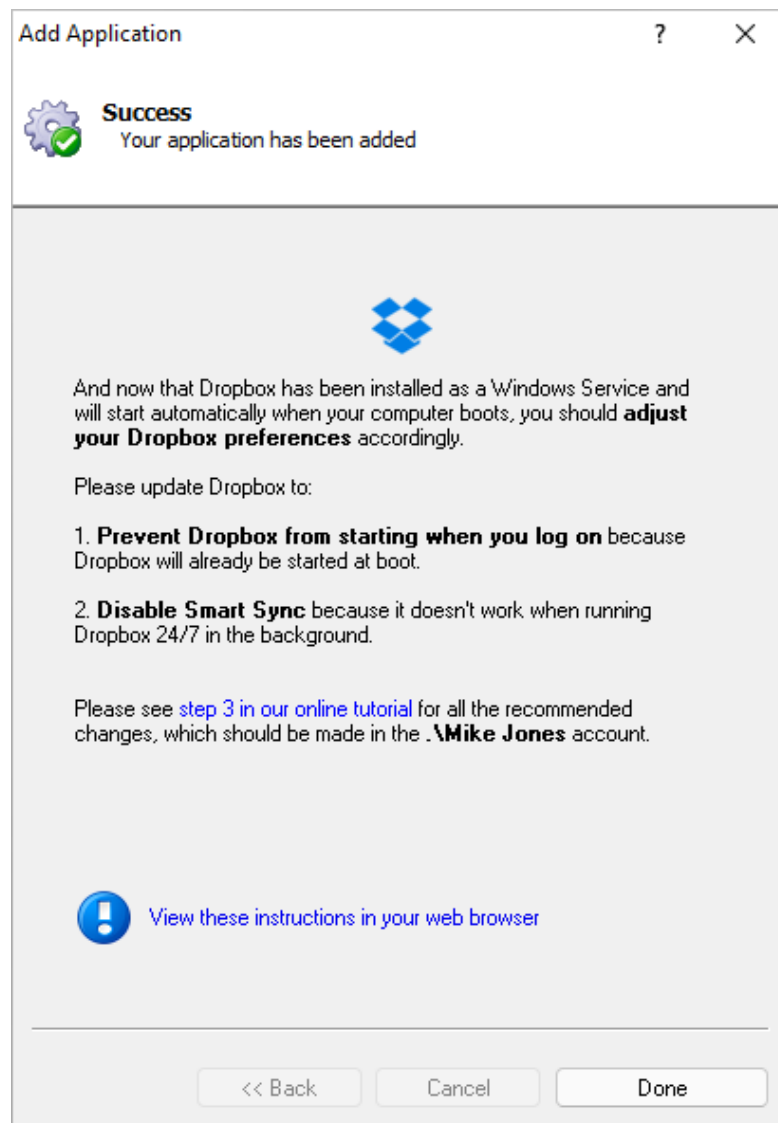 Add Application
?
Success
Your application has been added
And now that Dropbox has been installed as a Windows Service and
will start automatically when your computer boots, you should adjust
your Dropbox preferences accordingly.
Please update Dropbox to:
1. Prevent Dropbox from starting when you log on because
Dropbox will already be started at boot.
2. Disable Smart Sync because it doesn't work when running
Dropbox 24/7 in the background.
Please see step 3 in our online tutorial for all the recommended
changes, which should be made in the .\Mike Jones account.
View these instructions in your web browser
<< Back Cancel Done